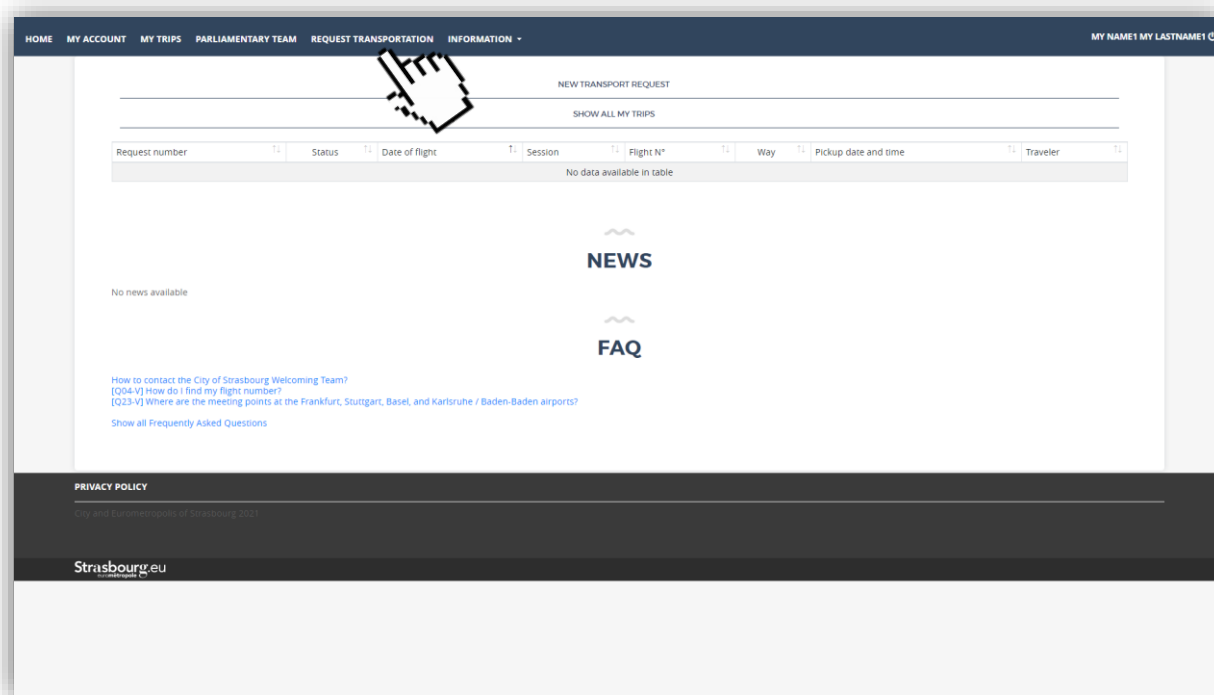 HOME MY ACCOUNT MY TRIPS PARLIAMENTARY TEAM REQUEST TRANSPORTATION INFORMATION MY NAME1 MY LASTNAME1
NEW TRANSPORT REQUEST
SHOW ALL MY TRIPS
Request number Status Date of flight Session Flight N° Way Pickup date and time Traveler
No data available in table
NEWS
No news available
FAQ
How to contact the City of Strasbourg Welcoming Team?
[Q04-V] How do I find my flight number?
[Q23-V] Where are the meeting points at the Frankfurt, Stuttgart, Basel, and Karlsruhe / Baden-Baden airports?
Show all Frequently Asked Questions
PRIVACY POLICY
City and Eurometropolis of Strasbourg 2021
Strasbourg.eu
eurométropole